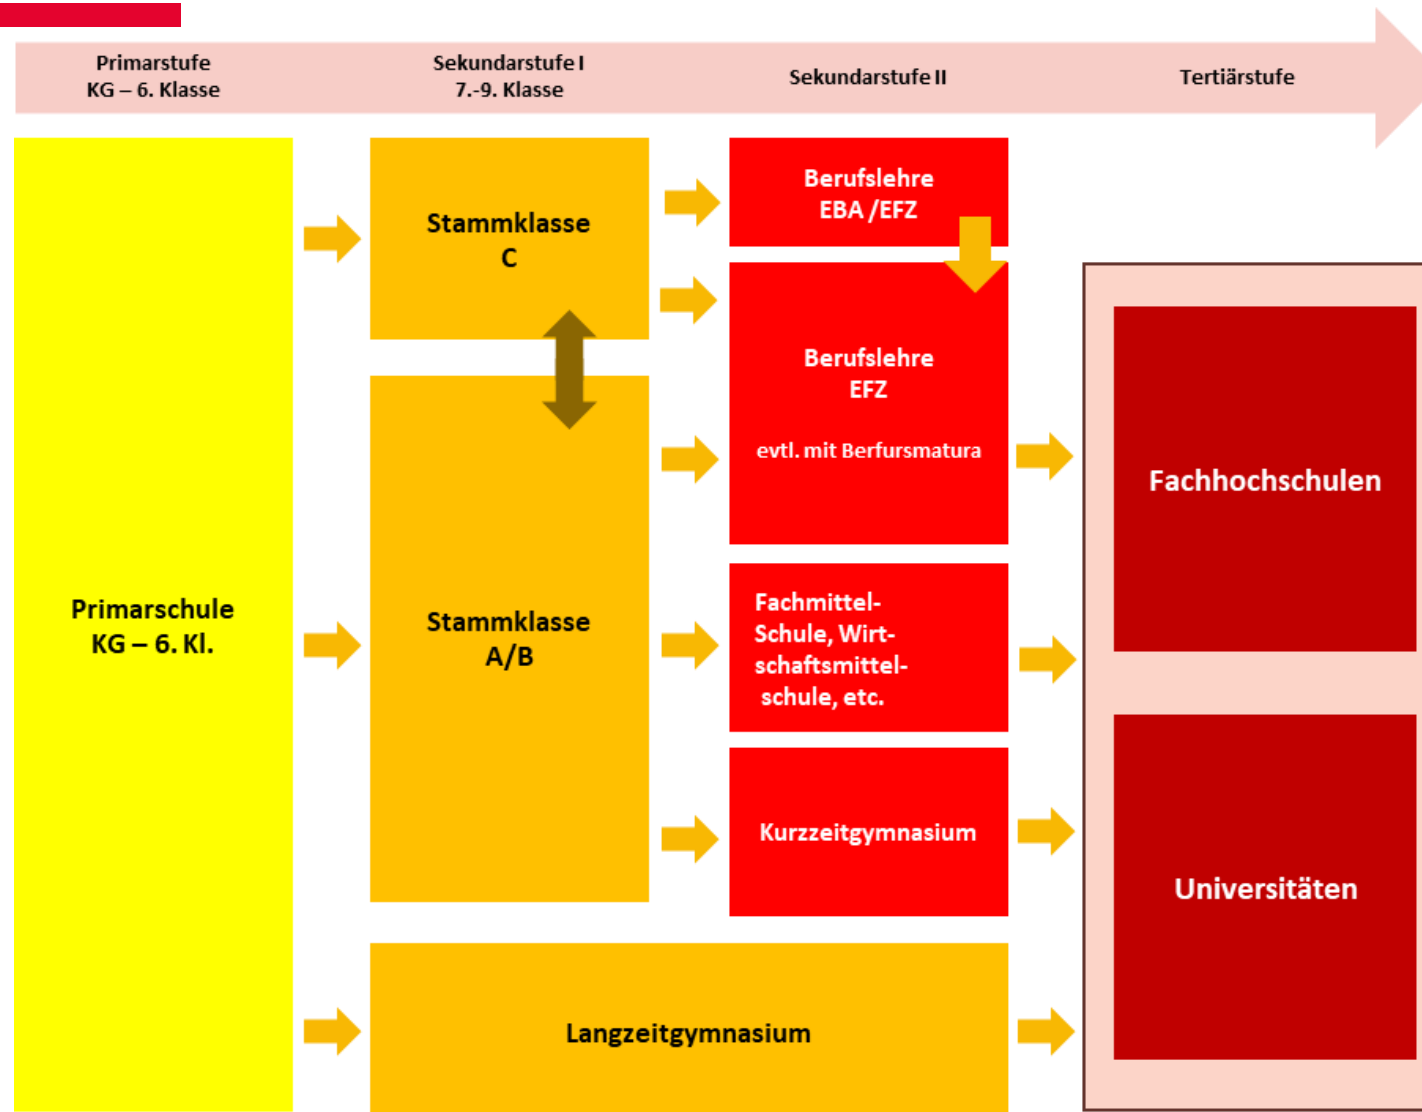 Primarstufe
KG – 6. Klasse
Sekundarstufe I
7.-9. Klasse
Sekundarstufe II
Tertiärstufe
Primarschule
KG – 6. Kl.
Stammklasse
C
Stammklasse
A/B
Langzeitgymnasium
Berufslehre
EBA /EFZ
Berufslehre
EFZ
evtl. mit Berfursmatura
Fachmittel-
Schule, Wirt-
schaftsmittel-
schule, etc.
Kurzzeitgymnasium
Fachhochschulen
Universitäten